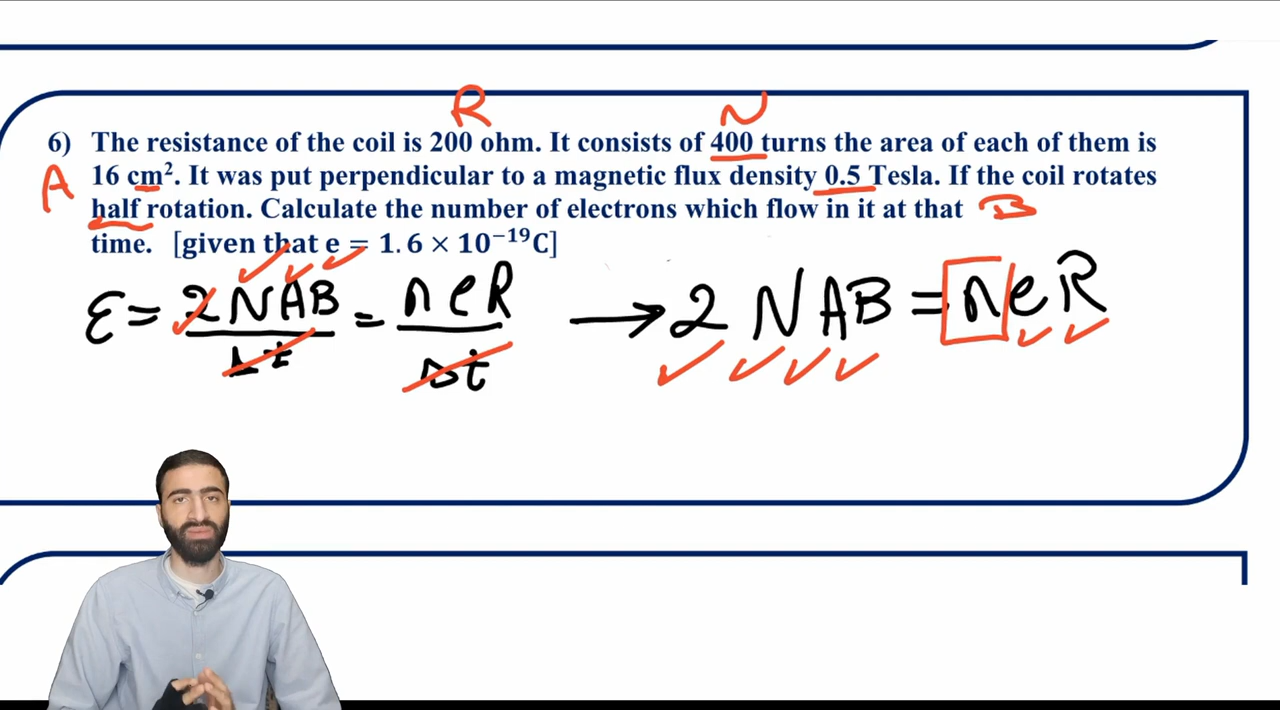 R N
6) The resistance of the coil is 200 ohm. It consists of 400 turns the area of each of them is
A 16 cm². It was put perpendicular to a magnetic flux density 0.5 Tesla. If the coil rotates
half rotation. Calculate the number of electrons which flow in it at that B
time. [given that e = 1.6 × 10⁻¹⁹C]
ε = 2NAB/Δt = neR/Δt → 2NAB = neR